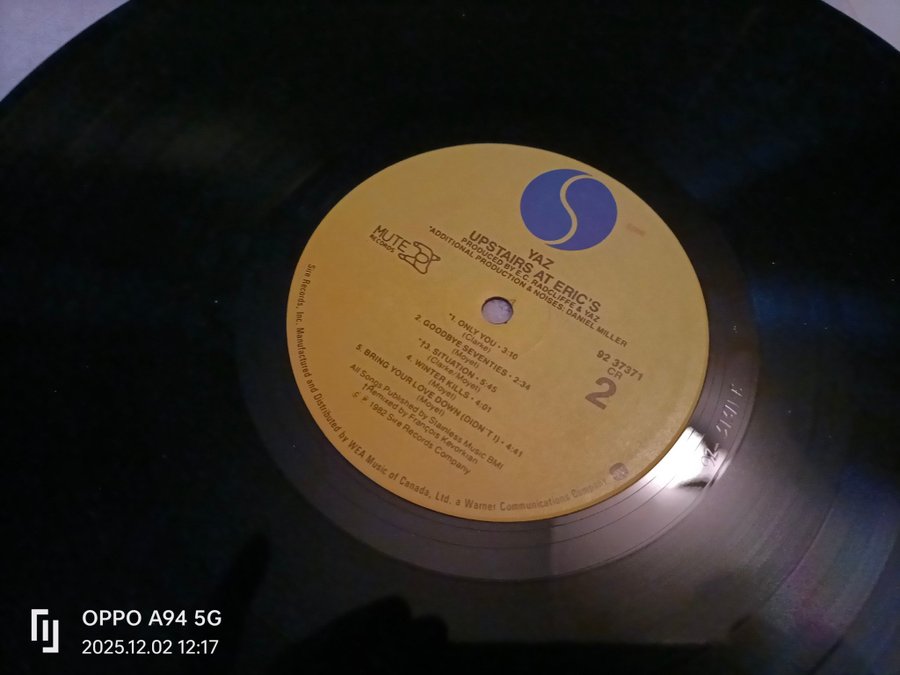 YAZ
UPSTAIRS AT ERIC'S
PRODUCED BY E.C. RADCLIFFE & YAZ
*ADDITIONAL PRODUCTION & NOISES: DANIEL MILLER
MUTE
RECORDS
92 37371
CR
2
*1. ONLY YOU • 3:10
(Clarke)
2. GOODBYE SEVENTIES • 2:34
(Moyet)
*†3. SITUATION • 5:45
(Clarke/Moyet)
4. WINTER KILLS • 4:01
(Moyet)
5. BRING YOUR LOVE DOWN (DIDN'T I) • 4:41
(Moyet)
All Songs Published by Stainless Music BMI
†Remixed by François Kevorkian
℗ 1982 Sire Records Company
Sire Records, Inc. Manufactured and Distributed by WEA Music of Canada, Ltd. a Warner Communications Company
OPPO A94 5G
2025.12.02 12:17